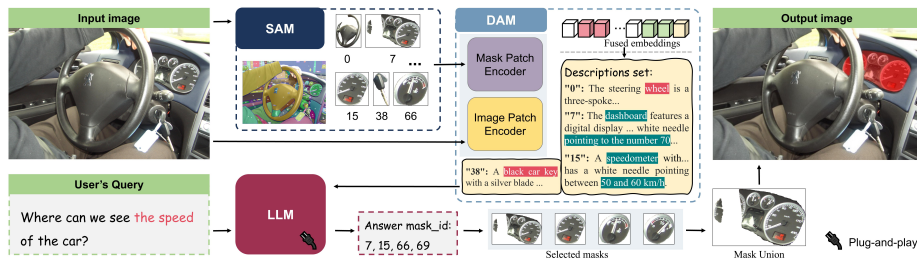 Input image
SAM
0
7
...
15
38
66
DAM
Mask Patch
Encoder
Image Patch
Encoder
Fused embeddings
Descriptions set:
"0": The steering wheel is a
three-spoke...
"7": The dashboard features a
digital display ... white needle
pointing to the number 70...
"15": A speedometer with...
has a white needle pointing
between 50 and 60 km/h.
"38": A black car key
with a silver blade ...
Output image
User's Query
Where can we see the speed
of the car?
LLM
Answer mask_id:
7, 15, 66, 69
Selected masks
Mask Union
Plug-and-play